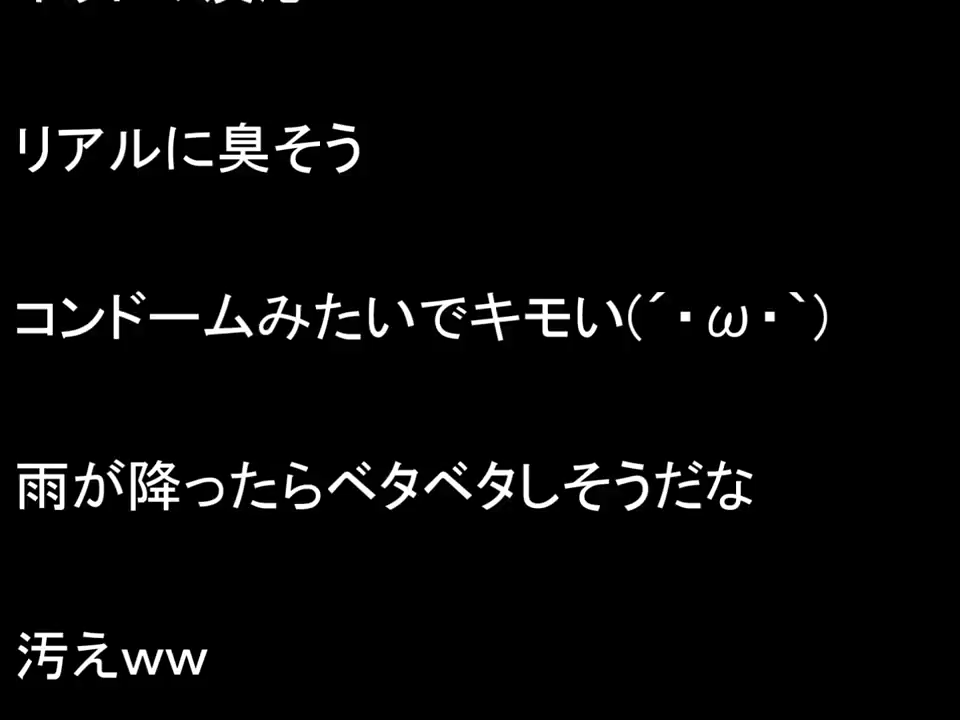 リアルに臭そう
コンドームみたいでキモい(´・ω・｀)
雨が降ったらベタベタしそうだな
汚えｗｗ